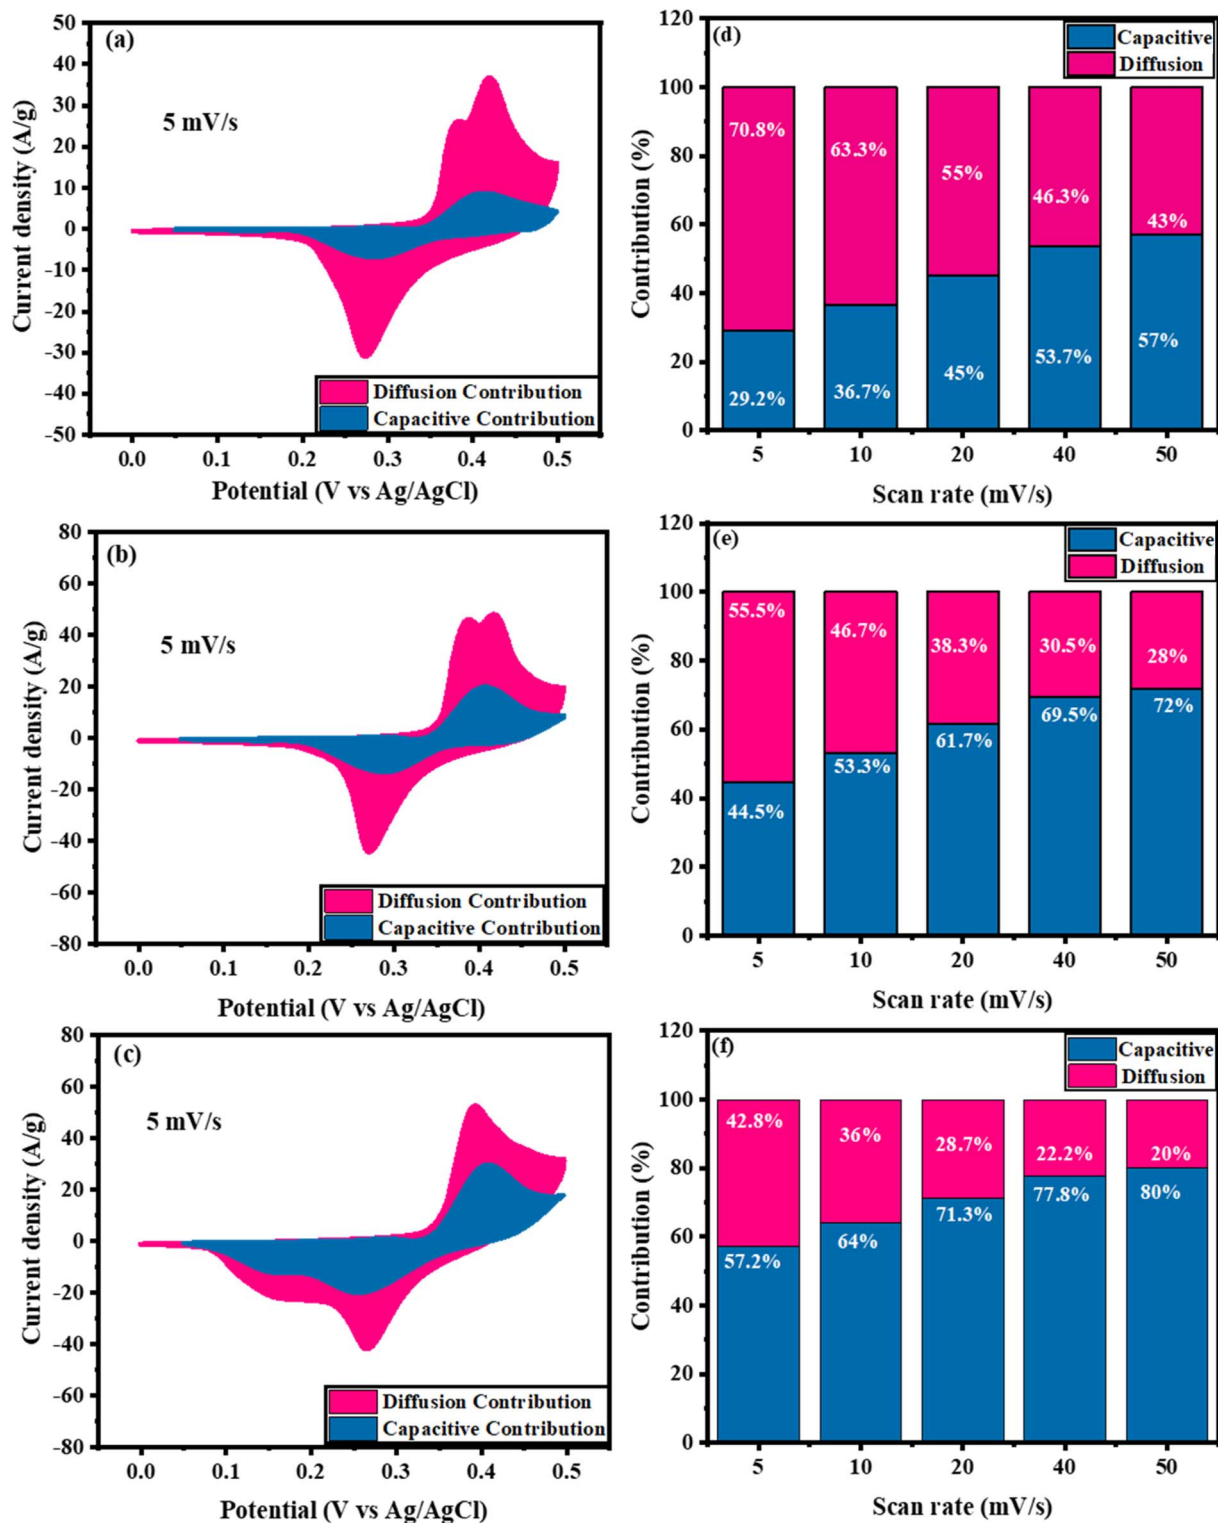 (a)
5 mV/s
Current density (A/g)
50
40
30
20
10
0
-10
-20
-30
-40
-50
Diffusion Contribution
Capacitive Contribution
0.0 0.1 0.2 0.3 0.4 0.5
Potential (V vs Ag/AgCl)
(d)
Capacitive
Diffusion
Contribution (%)
120
100
80
60
40
20
0
70.8% 63.3% 55% 46.3% 43%
29.2% 36.7% 45% 53.7% 57%
5 10 20 40 50
Scan rate (mV/s)
(b)
5 mV/s
Current density (A/g)
80
60
40
20
0
-20
-40
-60
-80
Diffusion Contribution
Capacitive Contribution
0.0 0.1 0.2 0.3 0.4 0.5
Potential (V vs Ag/AgCl)
(e)
Capacitive
Diffusion
Contribution (%)
120
100
80
60
40
20
0
55.5% 46.7% 38.3% 30.5% 28%
44.5% 53.3% 61.7% 69.5% 72%
5 10 20 40 50
Scan rate (mV/s)
(c)
5 mV/s
Current density (A/g)
80
60
40
20
0
-20
-40
-60
-80
Diffusion Contribution
Capacitive Contribution
0.0 0.1 0.2 0.3 0.4 0.5
Potential (V vs Ag/AgCl)
(f)
Capacitive
Diffusion
Contribution (%)
120
100
80
60
40
20
0
42.8% 36% 28.7% 22.2% 20%
57.2% 64% 71.3% 77.8% 80%
5 10 20 40 50
Scan rate (mV/s)